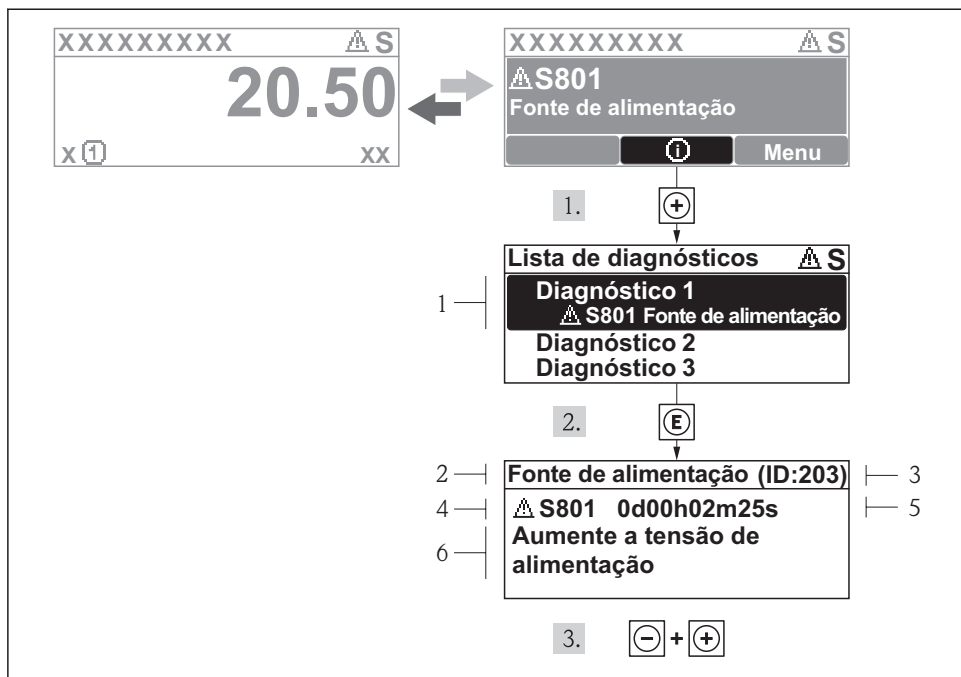 XXXXXXXXX ⚠ S
20.50
X ① XX
XXXXXXXXX ⚠ S
⚠ S801
Fonte de alimentação
ⓘ Menu
1. +
Lista de diagnósticos ⚠ S
1
Diagnóstico 1
⚠ S801 Fonte de alimentação
Diagnóstico 2
Diagnóstico 3
2. E
2 Fonte de alimentação (ID:203) 3
4 ⚠ S801 0d00h02m25s 5
6
Aumente a tensão de
alimentação
3. - + +